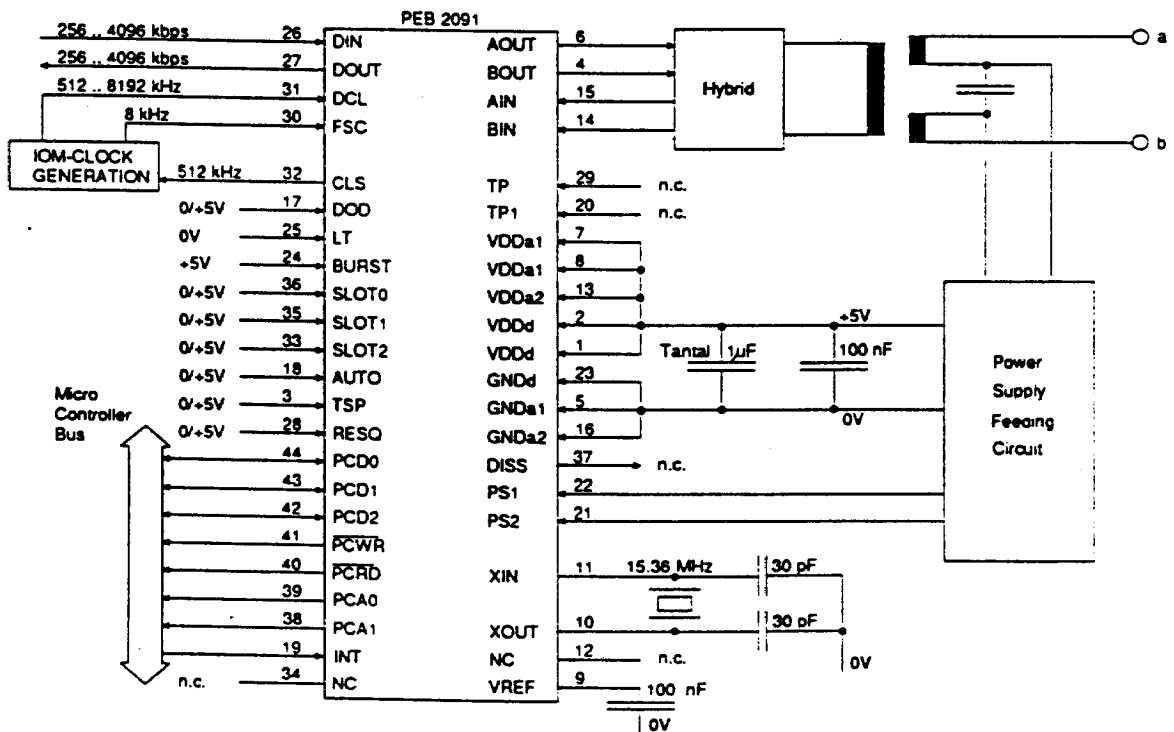 PEB 2091
256 .. 4096 kbps 26 DIN
256 .. 4096 kbps 27 DOUT
512 .. 8192 kHz 31 DCL
8 kHz 30 FSC
IOM-CLOCK
GENERATION
512 kHz 32 CLS
0/+5V 17 DOD
0V 25 LT
+5V 24 BURST
0/+5V 36 SLOT0
0/+5V 35 SLOT1
0/+5V 33 SLOT2
0/+5V 18 AUTO
0/+5V 3 TSP
0/+5V 28 RESQ
Micro
Controller
Bus
44 PCD0
43 PCD1
42 PCD2
41 PCWR
40 PCRD
39 PCA0
38 PCA1
19 INT
n.c. 34 NC
AOUT 6
BOUT 4
AIN 15
BIN 14
Hybrid
a
b
TP 29 n.c.
TP1 20 n.c.
VDDa1 7
VDDa1 8
VDDa2 13
VDDd 2 +5V
VDDd 1
Tantal 1µF
100 nF
GNDd 23
GNDa1 5 0V
GNDa2 16
DISS 37 n.c.
PS1 22
PS2 21
Power
Supply
Feeding
Circuit
XIN 11 15.36 MHz 30 pF
XOUT 10 30 pF
0V
NC 12 n.c.
VREF 9 100 nF
0V